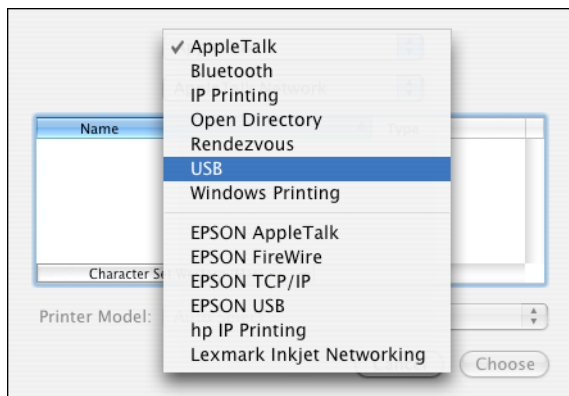 AppleTalk
Bluetooth
IP Printing
Open Directory
Rendezvous
USB
Windows Printing
EPSON AppleTalk
EPSON FireWire
EPSON TCP/IP
EPSON USB
hp IP Printing
Lexmark Inkjet Networking
Name
Type
Character Se
Printer Model:
Choose